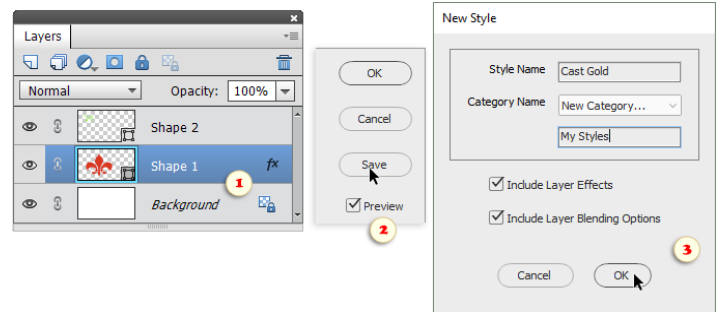 Layers
Normal Opacity: 100%
Shape 2
Shape 1 fx
1
Background
OK
Cancel
Save
Preview
2
New Style
Style Name Cast Gold
Category Name New Category...
My Styles
Include Layer Effects
Include Layer Blending Options
3
Cancel OK